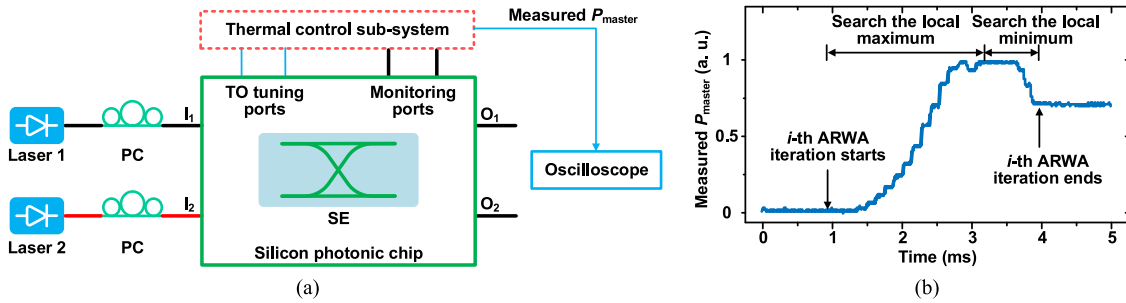 Thermal control sub-system
Measured P_master
TO tuning
ports
Monitoring
ports
I₁
O₁
Laser 1
PC
I₂
O₂
Laser 2
PC
SE
Silicon photonic chip
Oscilloscope
(a)
Measured P_master (a. u.)
Search the local
maximum
Search the local
minimum
1
0.5
0
i-th ARWA
iteration starts
i-th ARWA
iteration ends
0 1 2 3 4 5
Time (ms)
(b)